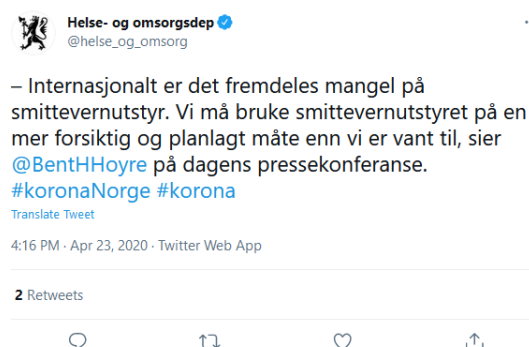 Helse- og omsorgsdep
@helse_og_omsorg
– Internasjonalt er det fremdeles mangel på
smittevernutstyr. Vi må bruke smittevernutstyret på en
mer forsiktig og planlagt måte enn vi er vant til, sier
@BentHHoyre på dagens pressekonferanse.
#koronaNorge #korona
Translate Tweet
4:16 PM · Apr 23, 2020 · Twitter Web App
2 Retweets